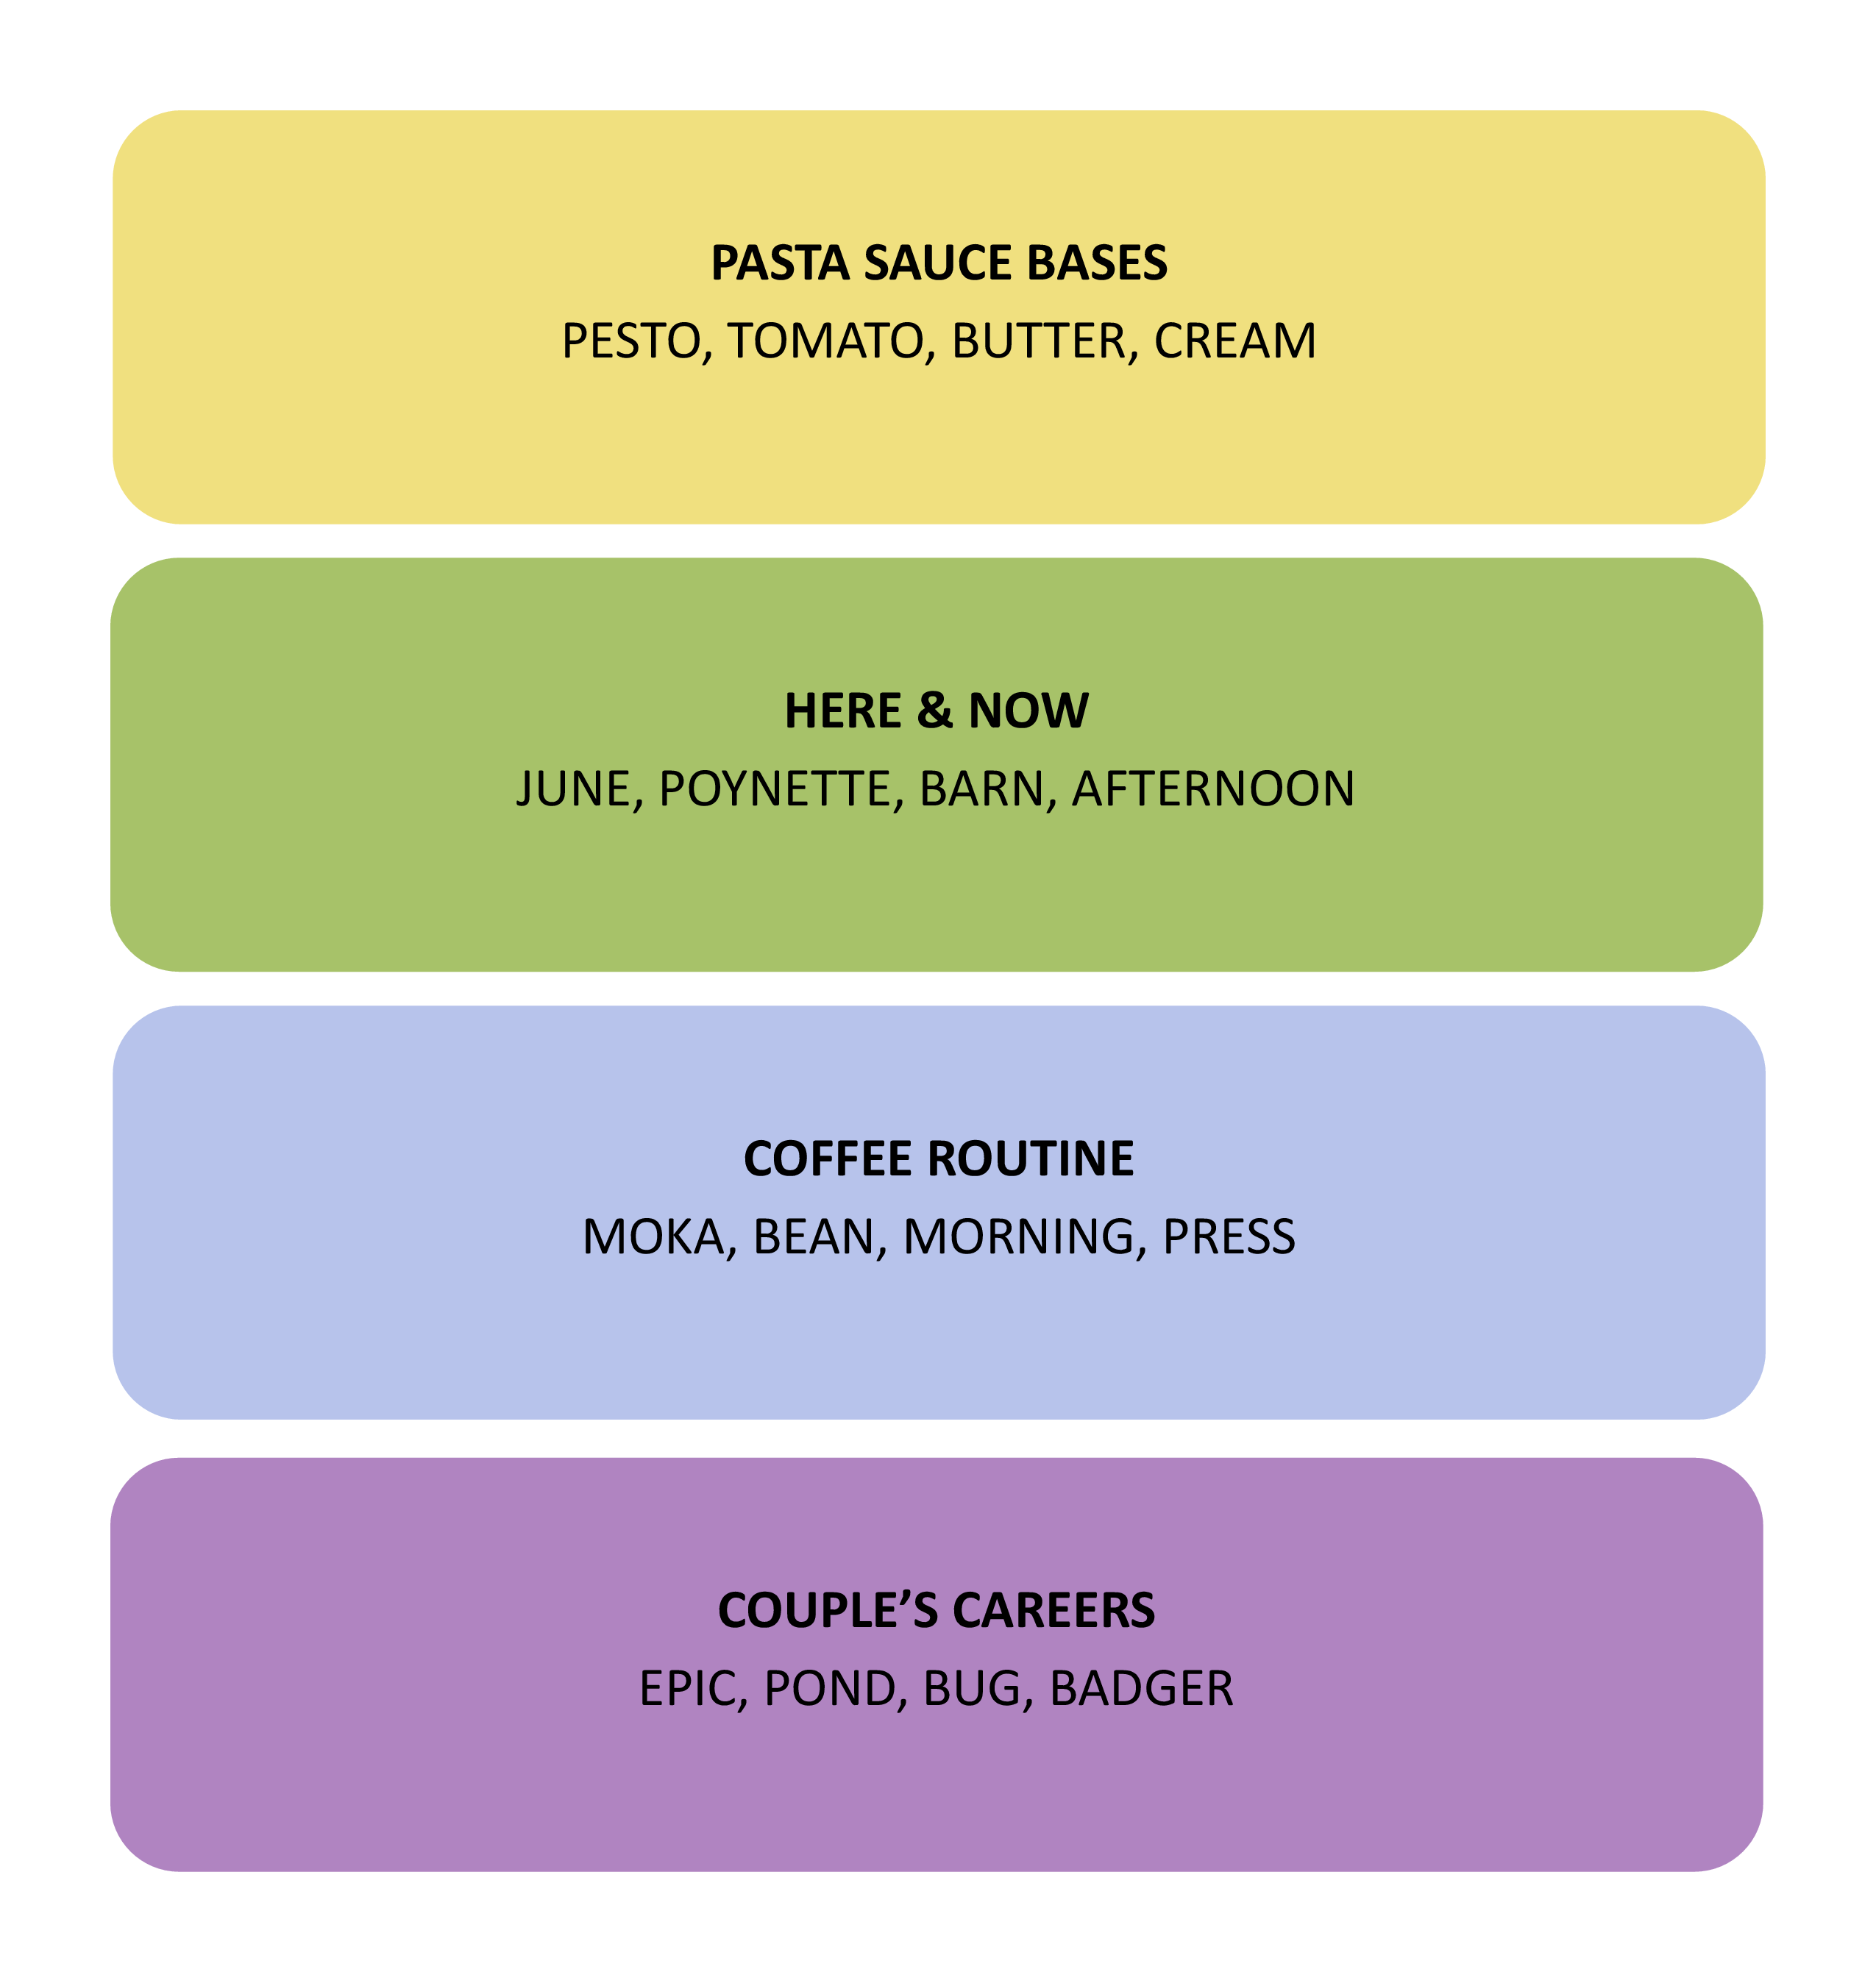 PASTA SAUCE BASES
PESTO, TOMATO, BUTTER, CREAM
HERE & NOW
JUNE, POYNETTE, BARN, AFTERNOON
COFFEE ROUTINE
MOKA, BEAN, MORNING, PRESS
COUPLE’S CAREERS
EPIC, POND, BUG, BADGER